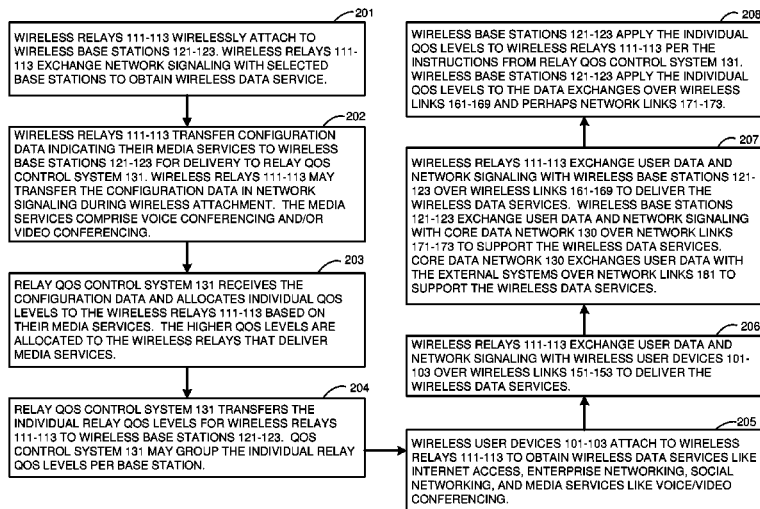 201
WIRELESS RELAYS 111-113 WIRELESSLY ATTACH TO
WIRELESS BASE STATIONS 121-123. WIRELESS RELAYS 111-
113 EXCHANGE NETWORK SIGNALING WITH SELECTED
BASE STATIONS TO OBTAIN WIRELESS DATA SERVICE.
202
WIRELESS RELAYS 111-113 TRANSFER CONFIGURATION
DATA INDICATING THEIR MEDIA SERVICES TO WIRELESS
BASE STATIONS 121-123 FOR DELIVERY TO RELAY QOS
CONTROL SYSTEM 131. WIRELESS RELAYS 111-113 MAY
TRANSFER THE CONFIGURATION DATA IN NETWORK
SIGNALING DURING WIRELESS ATTACHMENT. THE MEDIA
SERVICES COMPRISE VOICE CONFERENCING AND/OR
VIDEO CONFERENCING.
203
RELAY QOS CONTROL SYSTEM 131 RECEIVES THE
CONFIGURATION DATA AND ALLOCATES INDIVIDUAL QOS
LEVELS TO THE WIRELESS RELAYS 111-113 BASED ON
THEIR MEDIA SERVICES. THE HIGHER QOS LEVELS ARE
ALLOCATED TO THE WIRELESS RELAYS THAT DELIVER
MEDIA SERVICES.
204
RELAY QOS CONTROL SYSTEM 131 TRANSFERS THE
INDIVIDUAL RELAY QOS LEVELS FOR WIRELESS RELAYS
111-113 TO WIRELESS BASE STATIONS 121-123. QOS
CONTROL SYSTEM 131 MAY GROUP THE INDIVIDUAL RELAY
QOS LEVELS PER BASE STATION.
205
WIRELESS USER DEVICES 101-103 ATTACH TO WIRELESS
RELAYS 111-113 TO OBTAIN WIRELESS DATA SERVICES LIKE
INTERNET ACCESS, ENTERPRISE NETWORKING, SOCIAL
NETWORKING, AND MEDIA SERVICES LIKE VOICE/VIDEO
CONFERENCING.
206
WIRELESS RELAYS 111-113 EXCHANGE USER DATA AND
NETWORK SIGNALING WITH WIRELESS USER DEVICES 101-
103 OVER WIRELESS LINKS 151-153 TO DELIVER THE
WIRELESS DATA SERVICES.
207
WIRELESS RELAYS 111-113 EXCHANGE USER DATA AND
NETWORK SIGNALING WITH WIRELESS BASE STATIONS 121-
123 OVER WIRELESS LINKS 161-169 TO DELIVER THE
WIRELESS DATA SERVICES. WIRELESS BASE STATIONS
121-123 EXCHANGE USER DATA AND NETWORK SIGNALING
WITH CORE DATA NETWORK 130 OVER NETWORK LINKS
171-173 TO SUPPORT THE WIRELESS DATA SERVICES.
CORE DATA NETWORK 130 EXCHANGES USER DATA WITH
THE EXTERNAL SYSTEMS OVER NETWORK LINKS 181 TO
SUPPORT THE WIRELESS DATA SERVICES.
208
WIRELESS BASE STATIONS 121-123 APPLY THE INDIVIDUAL
QOS LEVELS TO WIRELESS RELAYS 111-113 PER THE
INSTRUCTIONS FROM RELAY QOS CONTROL SYSTEM 131.
WIRELESS BASE STATIONS 121-123 APPLY THE INDIVIDUAL
QOS LEVELS TO THE DATA EXCHANGES OVER WIRELESS
LINKS 161-169 AND PERHAPS NETWORK LINKS 171-173.